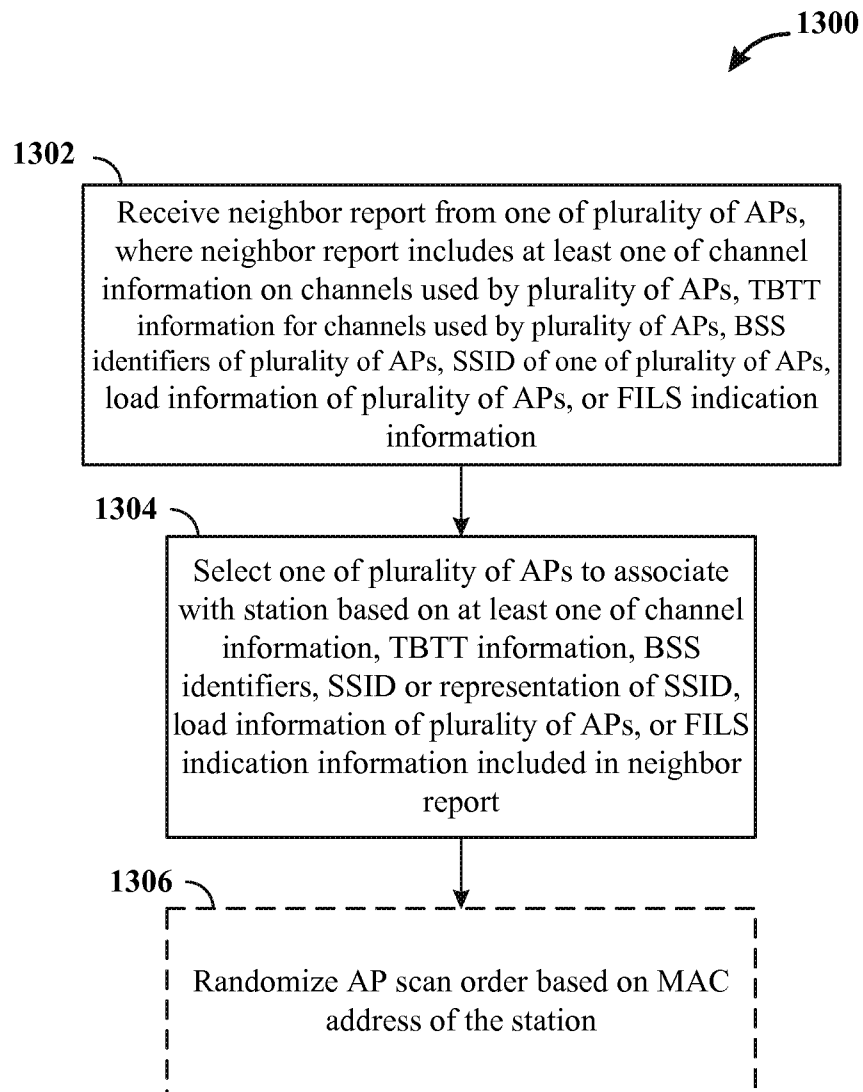 1300
1302
Receive neighbor report from one of plurality of APs,
where neighbor report includes at least one of channel
information on channels used by plurality of APs, TBTT
information for channels used by plurality of APs, BSS
identifiers of plurality of APs, SSID of one of plurality of APs,
load information of plurality of APs, or FILS indication
information
1304
Select one of plurality of APs to associate
with station based on at least one of channel
information, TBTT information, BSS
identifiers, SSID or representation of SSID,
load information of plurality of APs, or FILS
indication information included in neighbor
report
1306
Randomize AP scan order based on MAC
address of the station